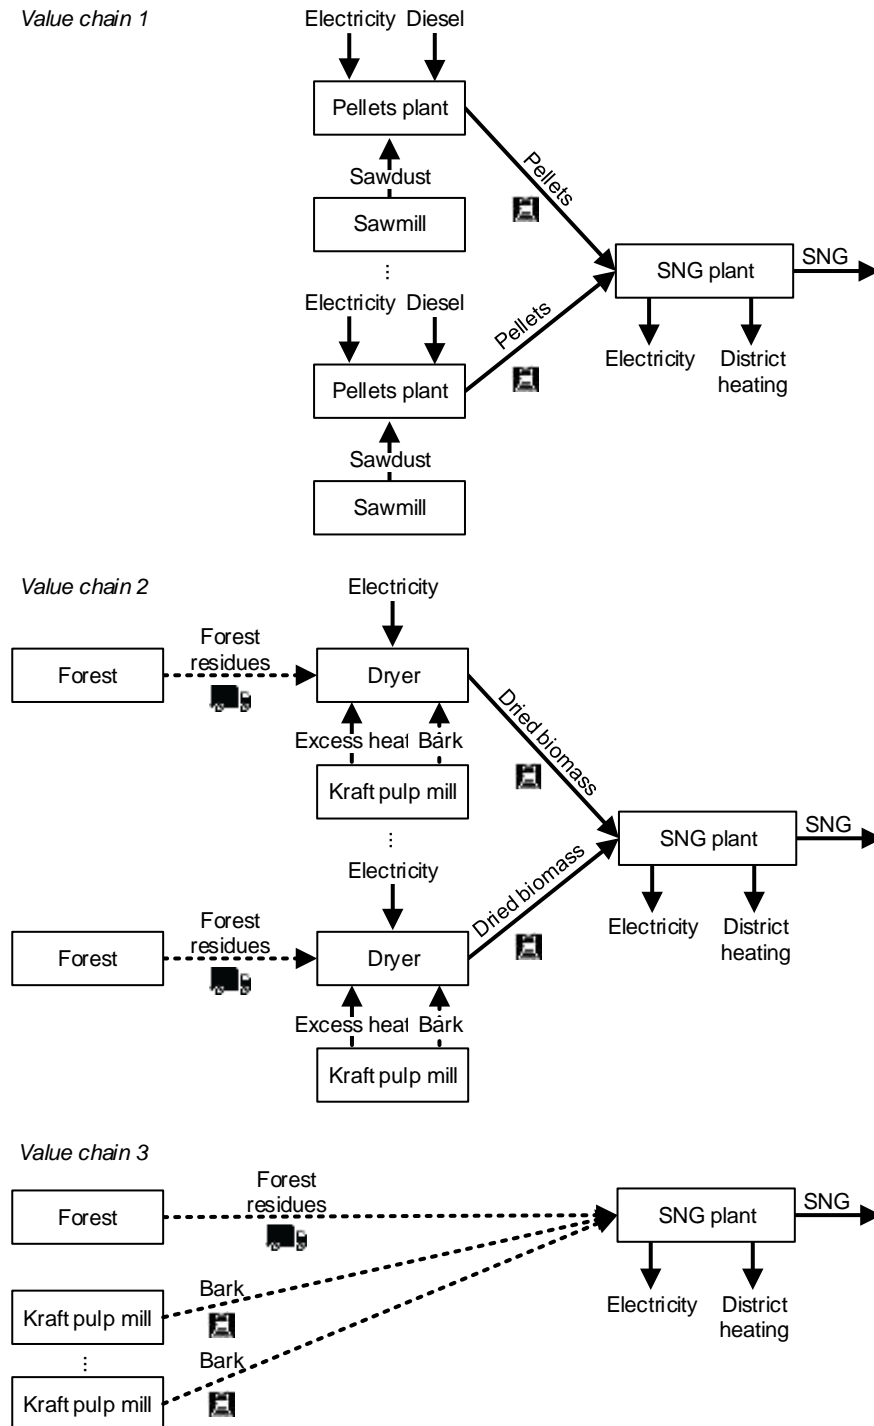 Value chain 1
Electricity Diesel
Pellets plant
Sawdust
Sawmill
...
Electricity Diesel
Pellets plant
Sawdust
Sawmill
Pellets
Pellets
SNG plant
SNG
Electricity
District
heating
Value chain 2
Electricity
Forest
Forest
residues
Dryer
Excess heat Bark
Kraft pulp mill
...
Electricity
Forest
Forest
residues
Dryer
Excess heat Bark
Kraft pulp mill
Dried biomass
Dried biomass
SNG plant
SNG
Electricity
District
heating
Value chain 3
Forest
Forest
residues
Kraft pulp mill
Bark
...
Kraft pulp mill
Bark
SNG plant
SNG
Electricity
District
heating